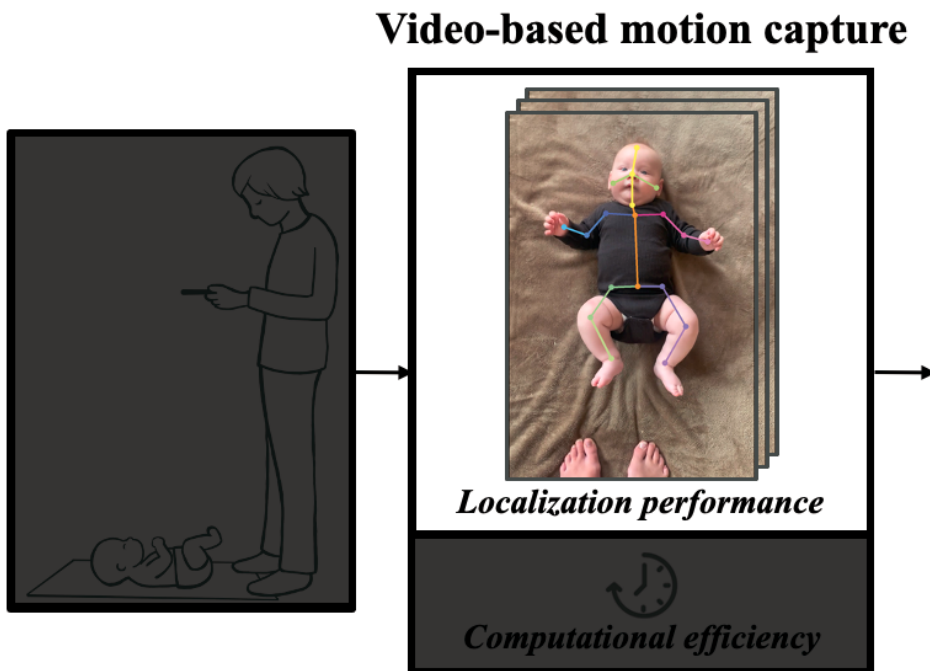 Video-based motion capture
Localization performance
Computational efficiency